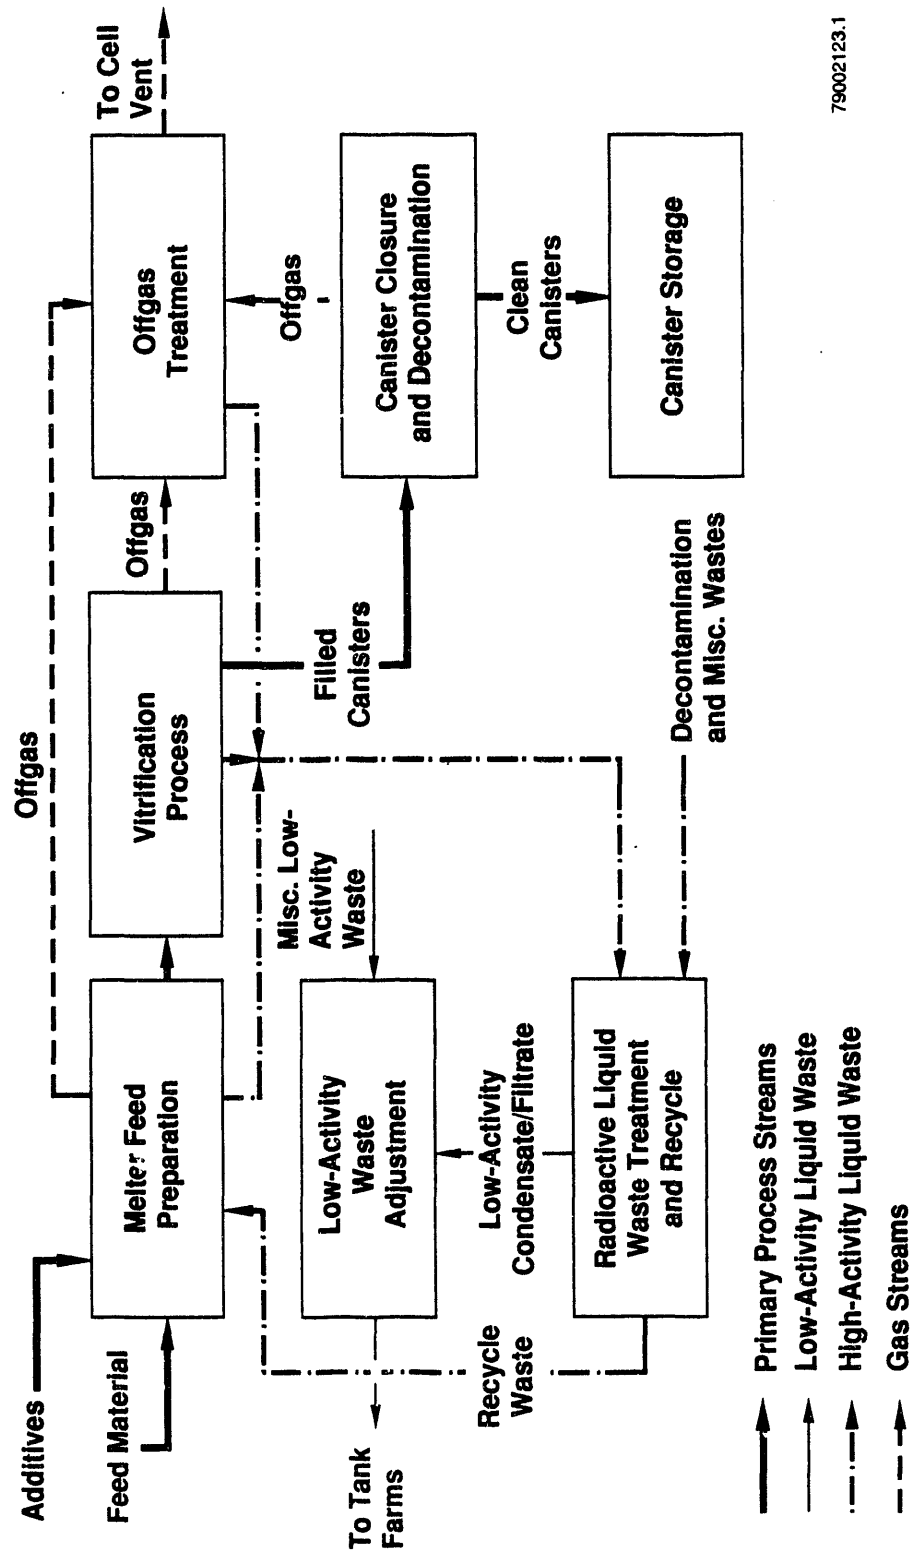 Offgas
Additives
Feed Material
Melter Feed
Preparation
Vitrification
Process
Offgas
Offgas
Treatment
To Cell
Vent
Misc. Low-
Activity
Waste
Filled
Canisters
Offgas
To Tank
Farms
Low-Activity
Waste
Adjustment
Canister Closure
and Decontamination
Recycle
Waste
Low-Activity
Condensate/Filtrate
Clean
Canisters
Radioactive Liquid
Waste Treatment
and Recycle
Decontamination
and Misc. Wastes
Canister Storage
Primary Process Streams
Low-Activity Liquid Waste
High-Activity Liquid Waste
Gas Streams
79002123.1